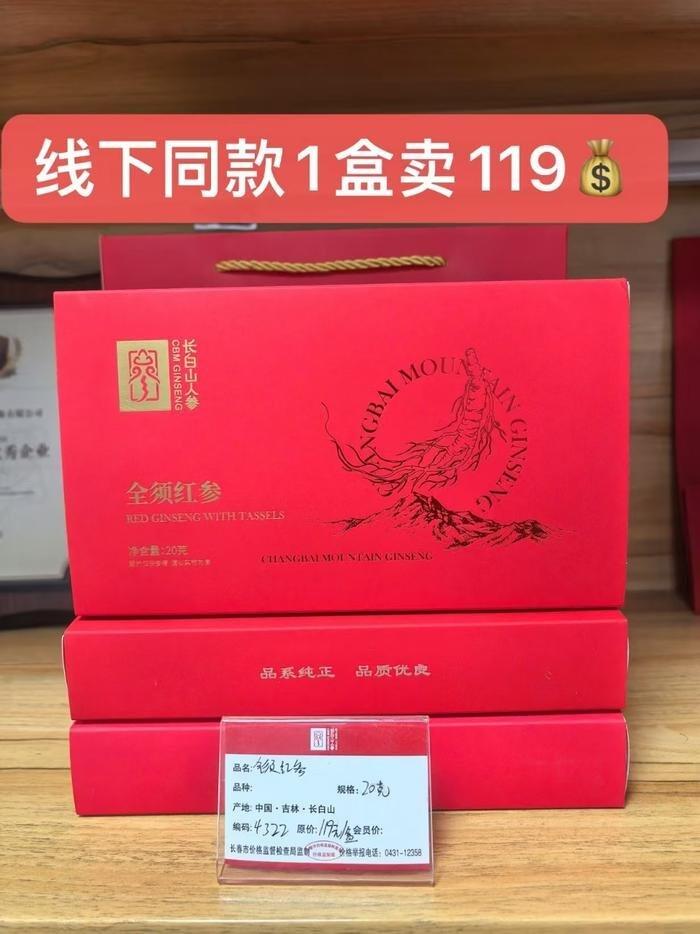 线下同款1盒卖119💰
长白山人参
CBM GINSENG
CHANGBAI MOUNTAIN GINSENG
全须红参
RED GINSENG WITH TASSELS
净含量:20克
CHANGBAI MOUNTAIN GINSENG
品系纯正 品质优良
品名:全须红参
品种: 规格:20克
产地:中国·吉林·长白山
编码:4322 原价:119元/盒 会员价:
长春市价格监督检查局监制 价格举报电话:0431-12358